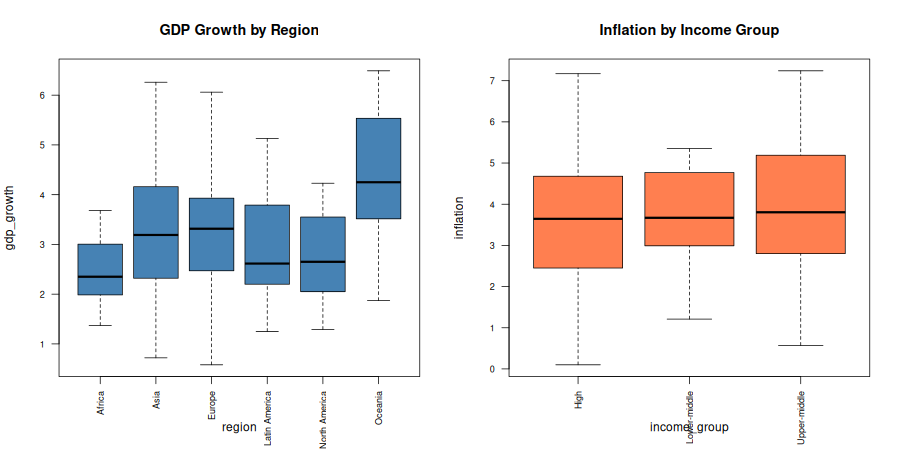 GDP Growth by Region
gdp_growth
6
5
4
3
2
1
Africa
Asia
Europe
Latin America
North America
Oceania
region
Inflation by Income Group
inflation
7
6
5
4
3
2
1
0
High
Lower-middle
Upper-middle
income_group